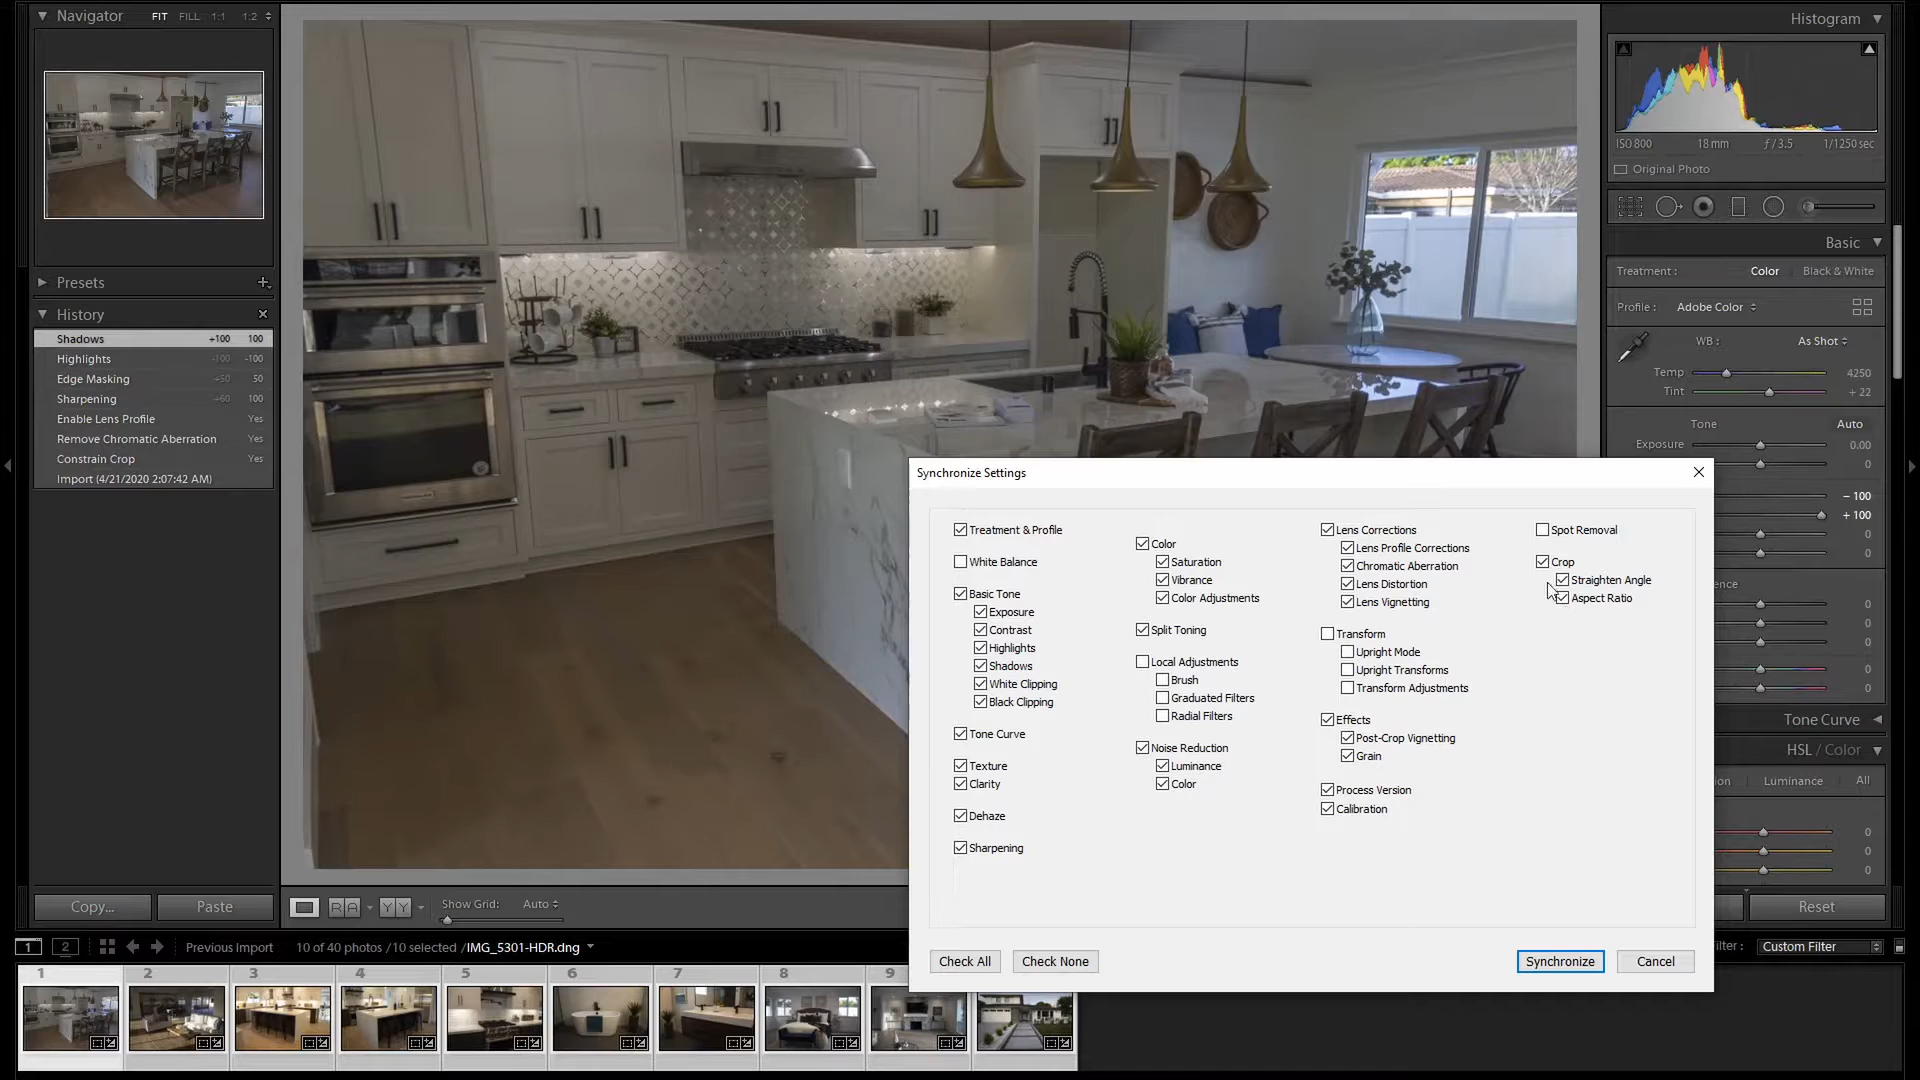 Navigator FIT FILL 1:1 1:2
Presets
History
Shadows +100 100
Highlights -100 -100
Edge Masking +50 50
Sharpening +60 100
Enable Lens Profile Yes
Remove Chromatic Aberration Yes
Constrain Crop Yes
Import (4/21/2020 2:07:42 AM)
Copy... Paste
Show Grid: Auto
Histogram
ISO 800 18 mm ƒ / 3.5 1/1250 sec
Original Photo
Basic
Treatment : Color Black & White
Profile : Adobe Color
WB : As Shot
Temp 4250
Tint + 22
Tone Auto
Exposure 0.00
0
− 100
+ 100
0
0
ence
0
0
0
0
0
Tone Curve
HSL / Color
ion Luminance All
0
0
0
Reset
Synchronize Settings
Treatment & Profile
White Balance
Basic Tone
Exposure
Contrast
Highlights
Shadows
White Clipping
Black Clipping
Tone Curve
Texture
Clarity
Dehaze
Sharpening
Color
Saturation
Vibrance
Color Adjustments
Split Toning
Local Adjustments
Brush
Graduated Filters
Radial Filters
Noise Reduction
Luminance
Color
Lens Corrections
Lens Profile Corrections
Chromatic Aberration
Lens Distortion
Lens Vignetting
Transform
Upright Mode
Upright Transforms
Transform Adjustments
Effects
Post-Crop Vignetting
Grain
Process Version
Calibration
Spot Removal
Crop
Straighten Angle
Aspect Ratio
Check All Check None Synchronize Cancel
1 2 Previous Import 10 of 40 photos / 10 selected / IMG_5301-HDR.dng
ilter : Custom Filter
1 2 3 4 5 6 7 8 9